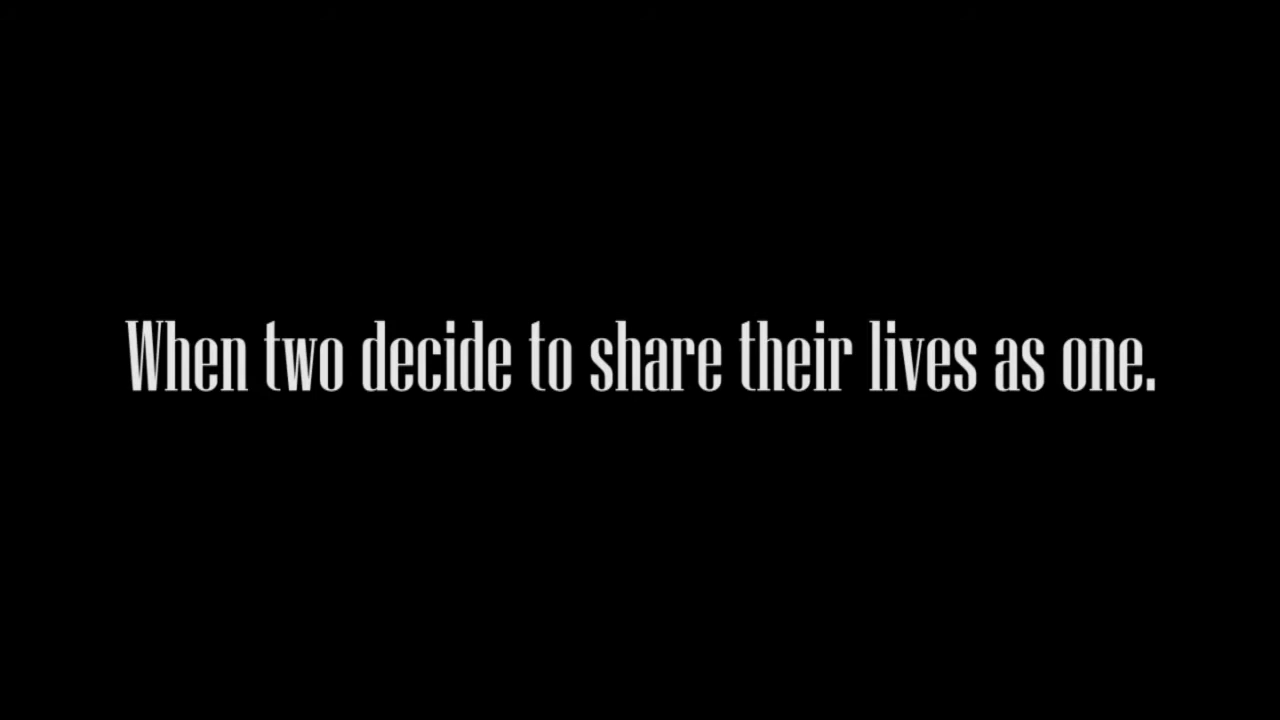 When two decide to share their lives as one.